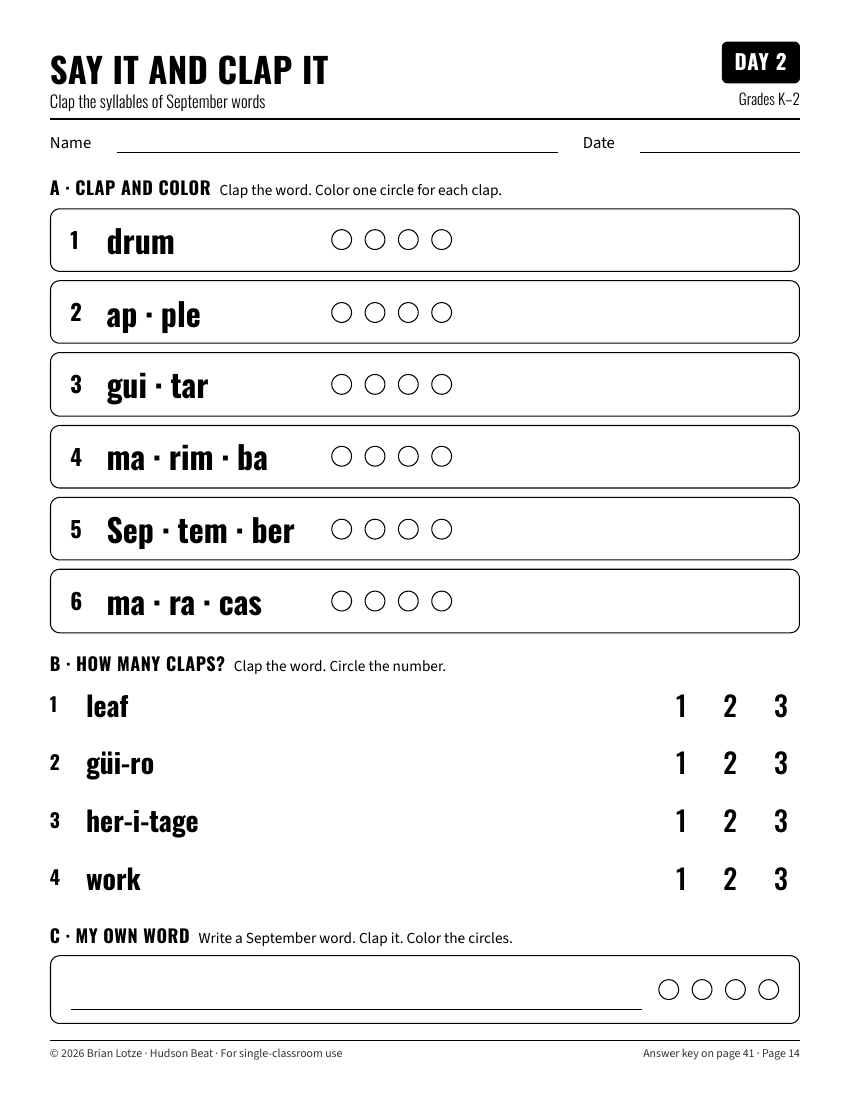 SAY IT AND CLAP IT
DAY 2
Clap the syllables of September words
Grades K–2
Name Date
A · CLAP AND COLOR Clap the word. Color one circle for each clap.
1 drum
2 ap · ple
3 gui · tar
4 ma · rim · ba
5 Sep · tem · ber
6 ma · ra · cas
B · HOW MANY CLAPS? Clap the word. Circle the number.
1 leaf 1 2 3
2 güi-ro 1 2 3
3 her-i-tage 1 2 3
4 work 1 2 3
C · MY OWN WORD Write a September word. Clap it. Color the circles.
© 2026 Brian Lotze · Hudson Beat · For single-classroom use Answer key on page 41 · Page 14